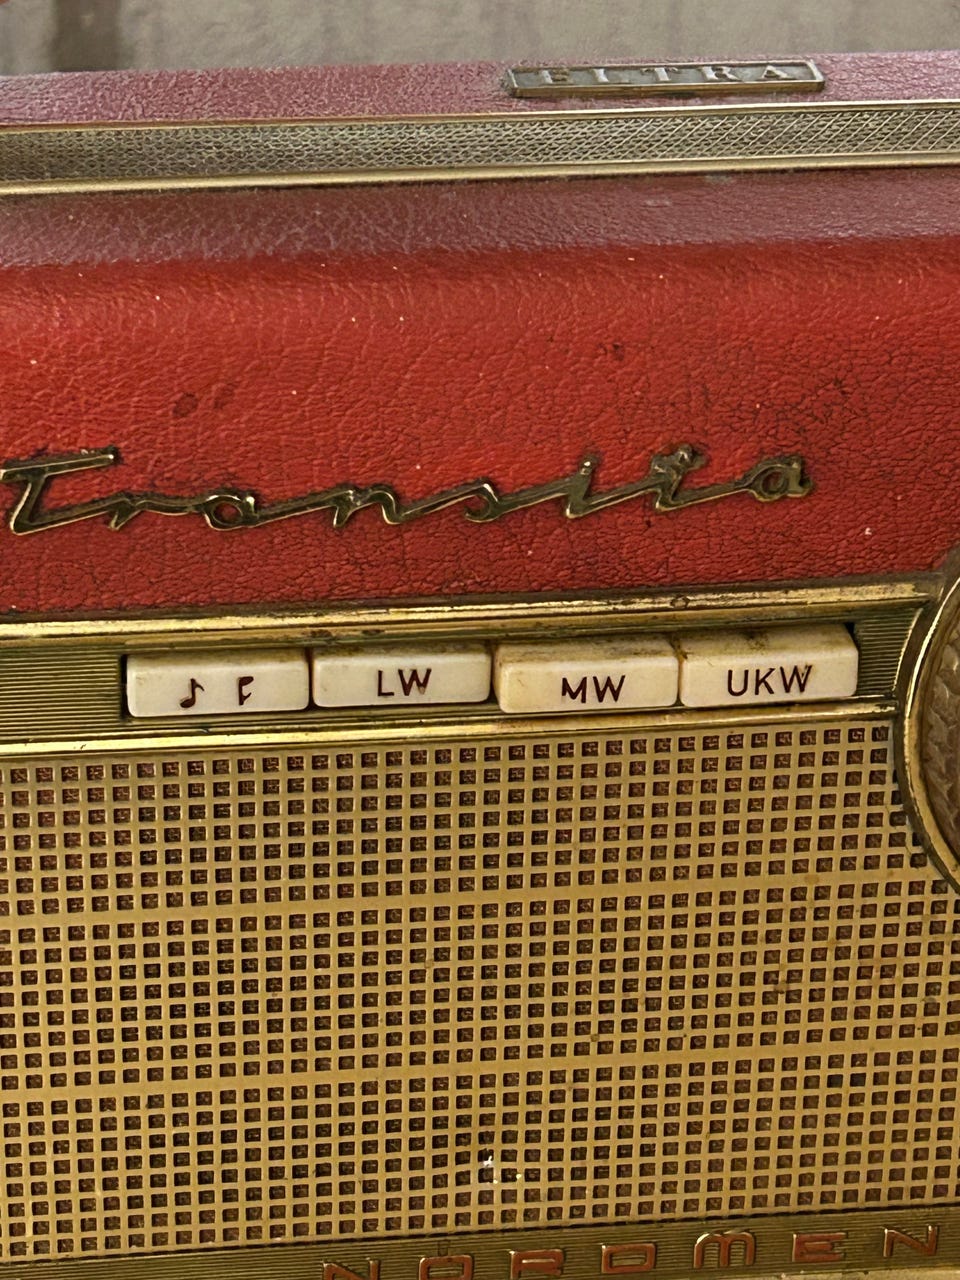 ELTRA
Transita
LW MW UKW
NORDMEN